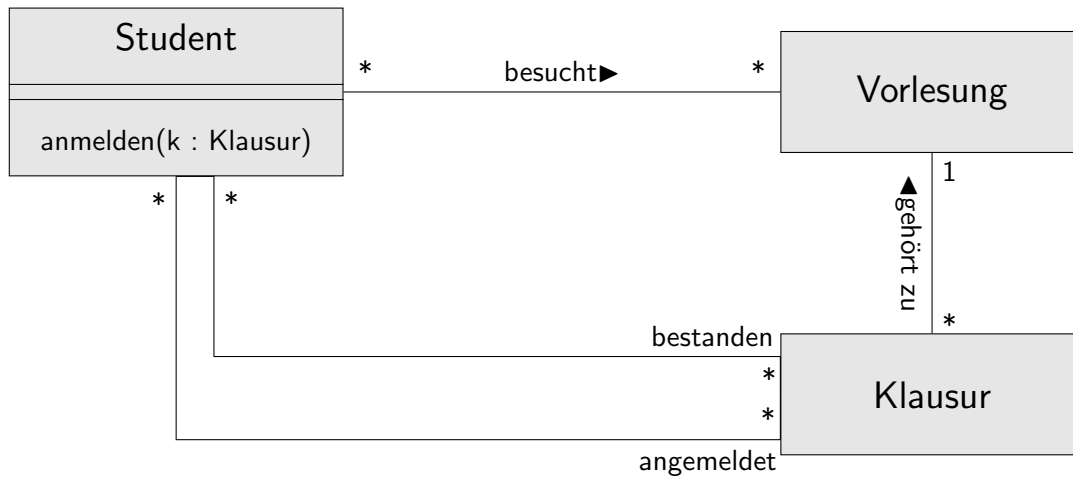 Student
anmelden(k : Klausur)
* besucht▶ *
Vorlesung
1
◀gehört zu
*
* *
bestanden
*
*
angemeldet
Klausur